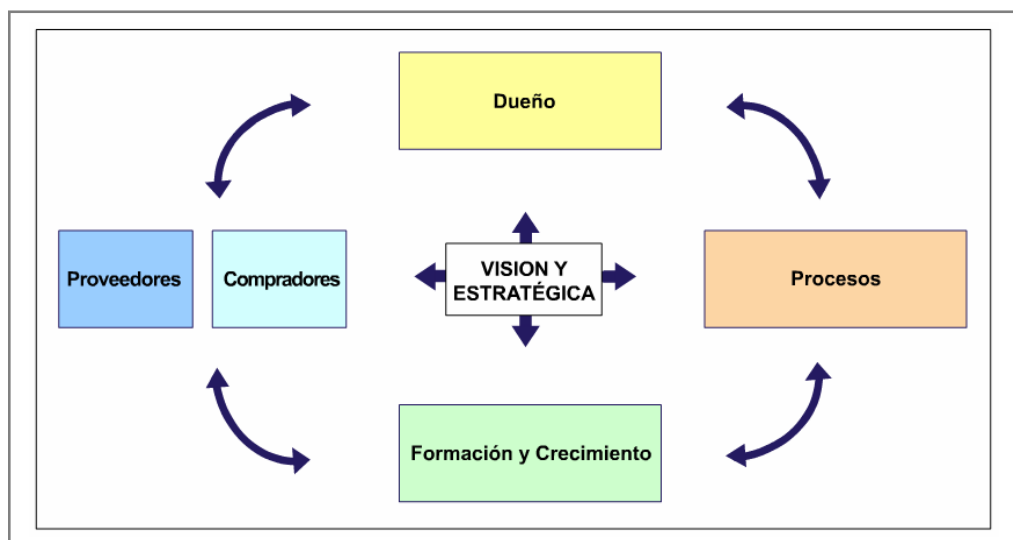 Dueño
Proveedores
Compradores
VISION Y
ESTRATÉGICA
Procesos
Formación y Crecimiento